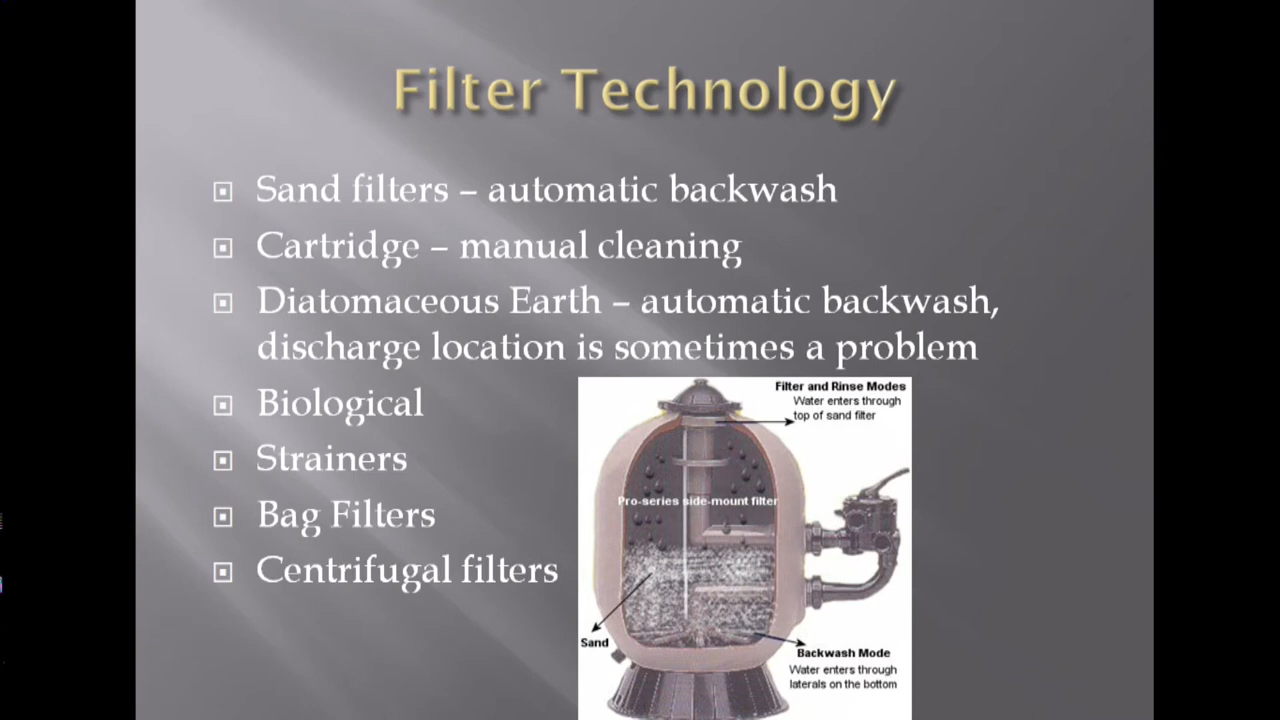 Filter Technology
Sand filters – automatic backwash
Cartridge – manual cleaning
Diatomaceous Earth – automatic backwash,
discharge location is sometimes a problem
Biological
Strainers
Bag Filters
Centrifugal filters
Filter and Rinse Modes
Water enters through
top of sand filter
Pro-series side-mount filter
Sand
Backwash Mode
Water enters through
laterals on the bottom